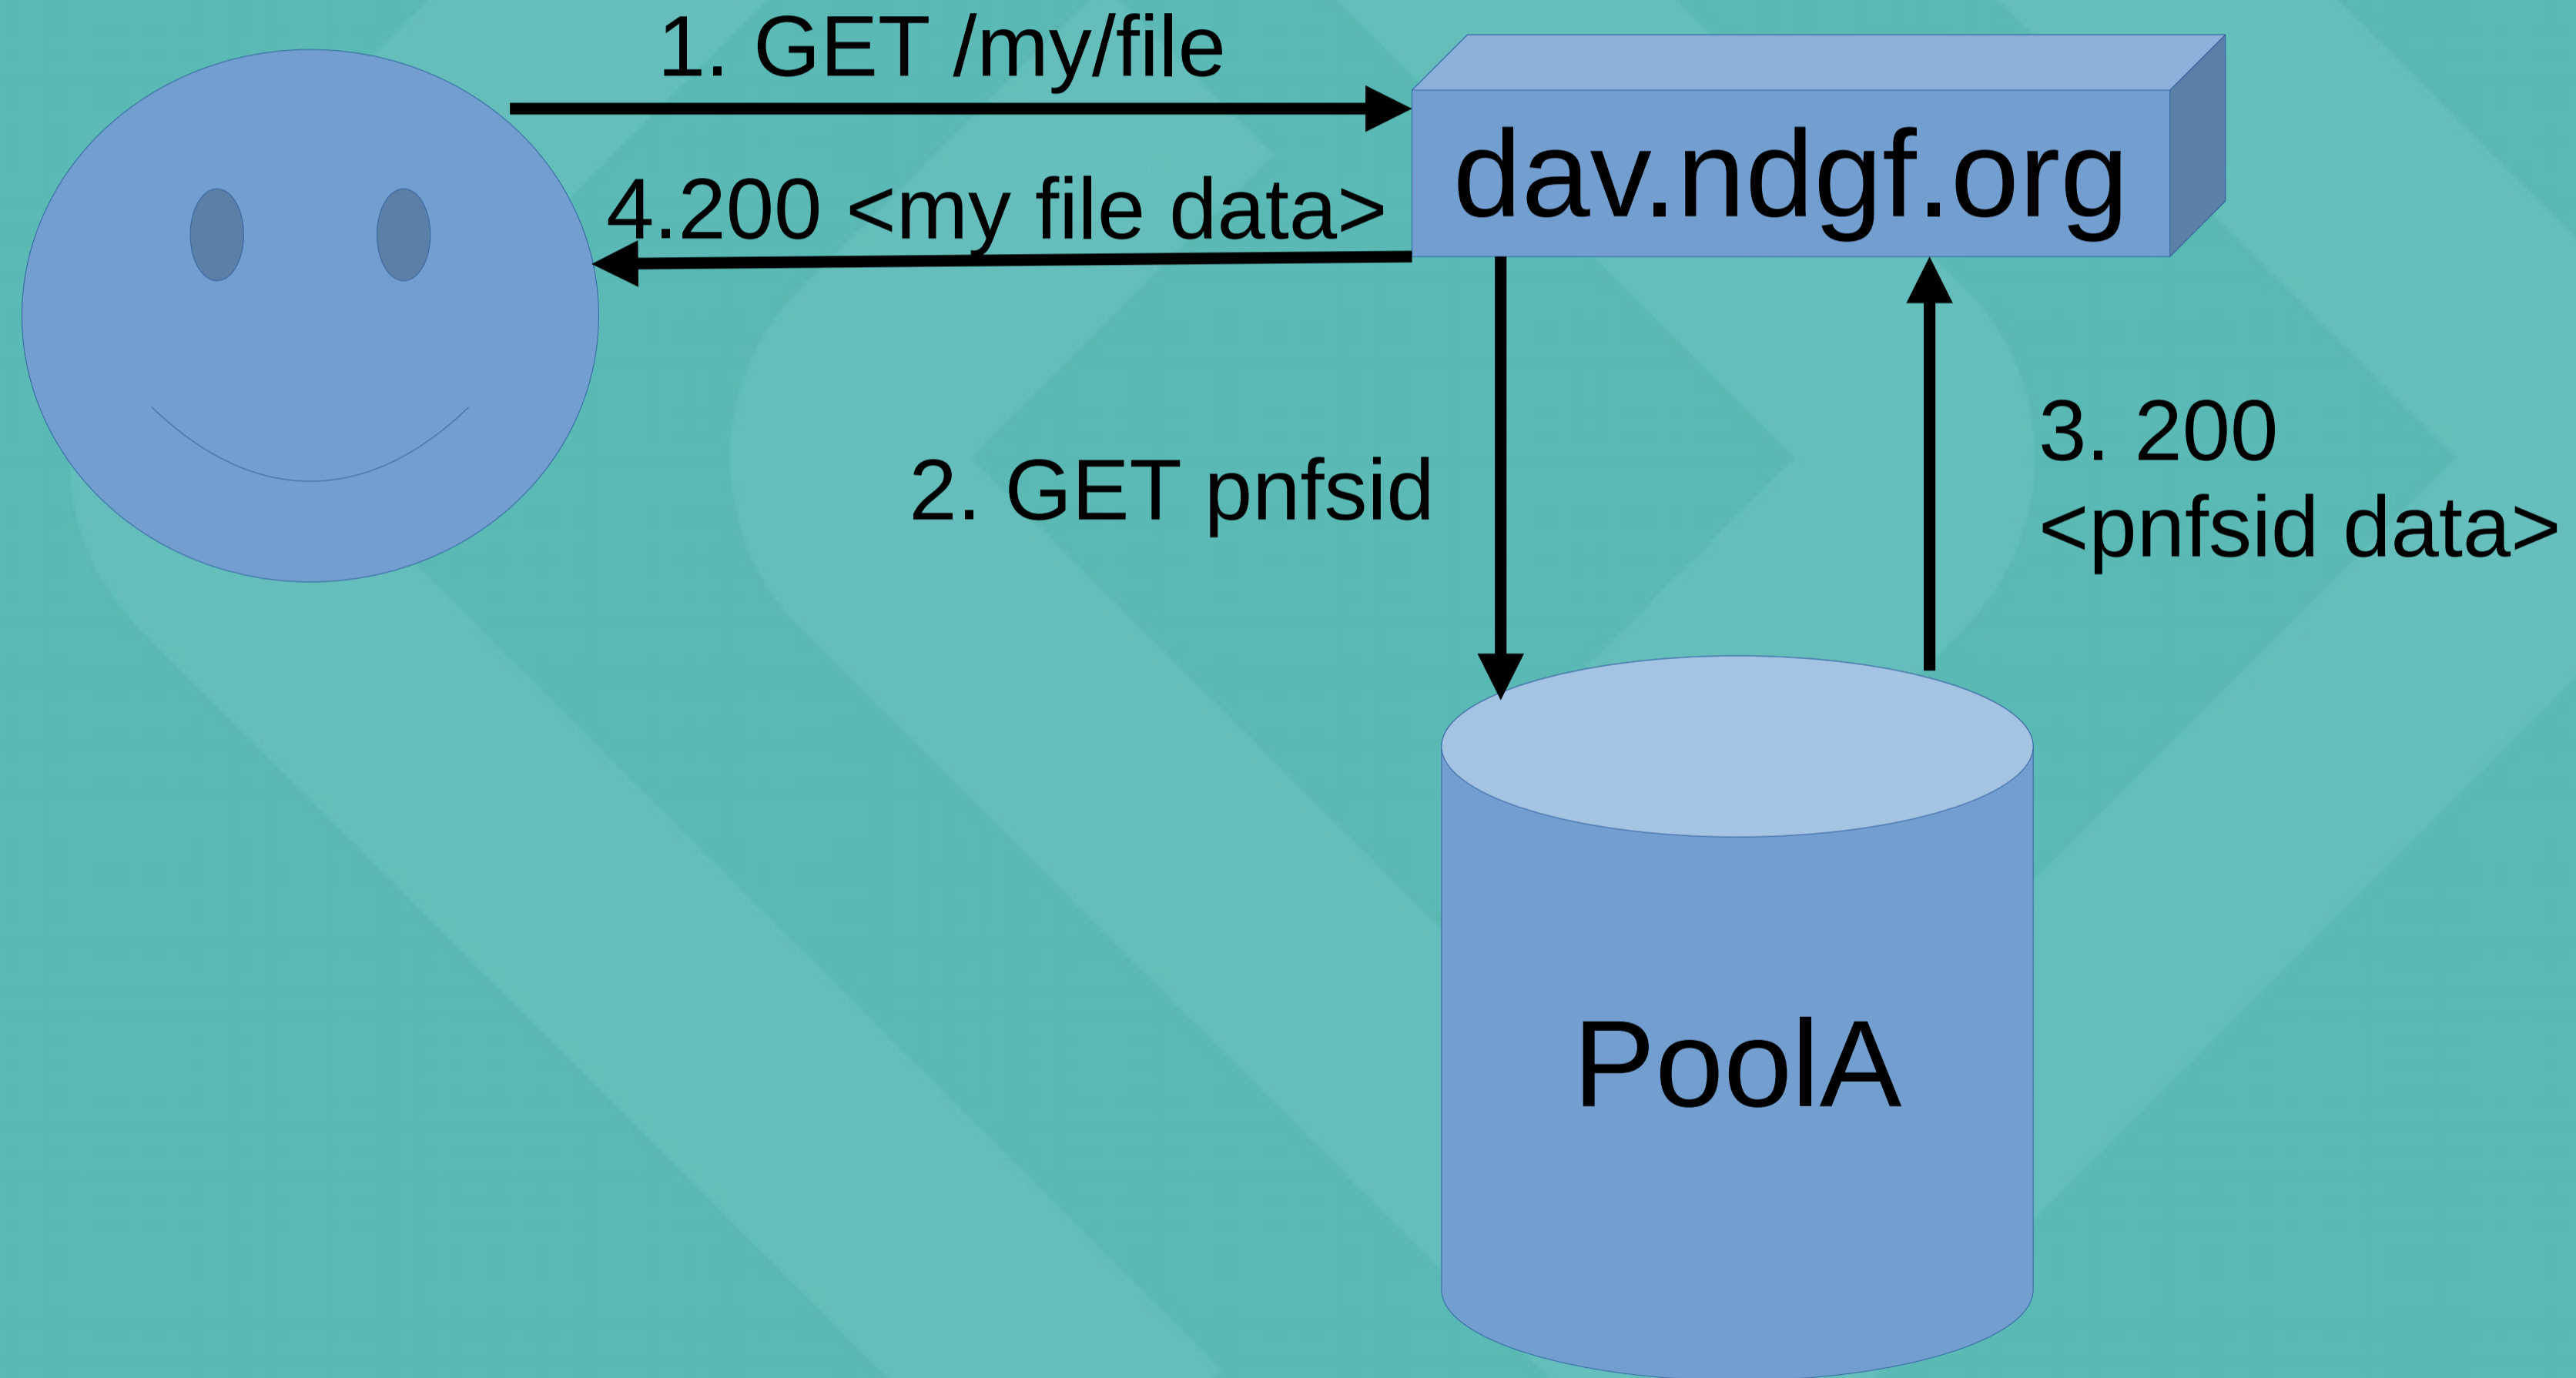 1. GET /my/file
dav.ndgf.org
4.200 <my file data>
2. GET pnfsid
3. 200
<pnfsid data>
PoolA